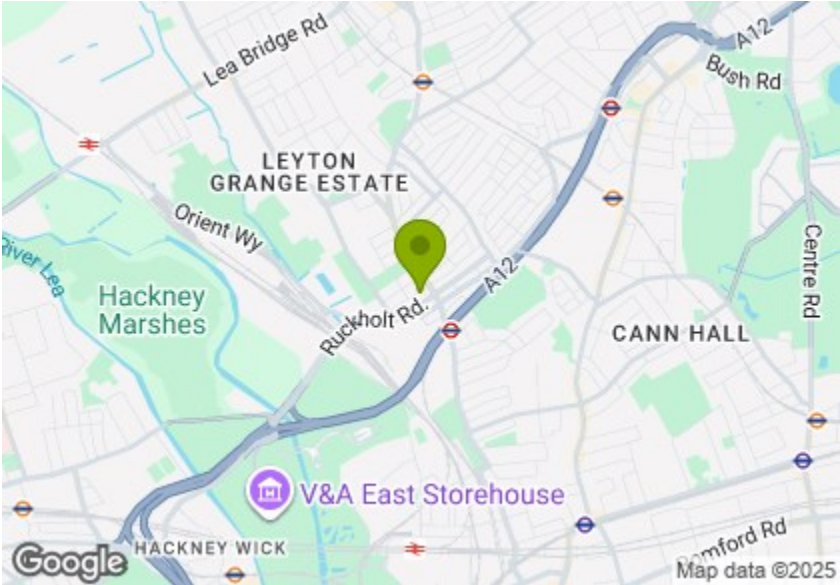 A12
Lea Bridge Rd
Bush Rd
LEYTON
GRANGE ESTATE
Orient Wy
River Lea
Centre Rd
A12
Hackney
Marshes
Ruckholt Rd.
CANN HALL
V&A East Storehouse
HACKNEY WICK
Romford Rd
Google
Map data ©2025